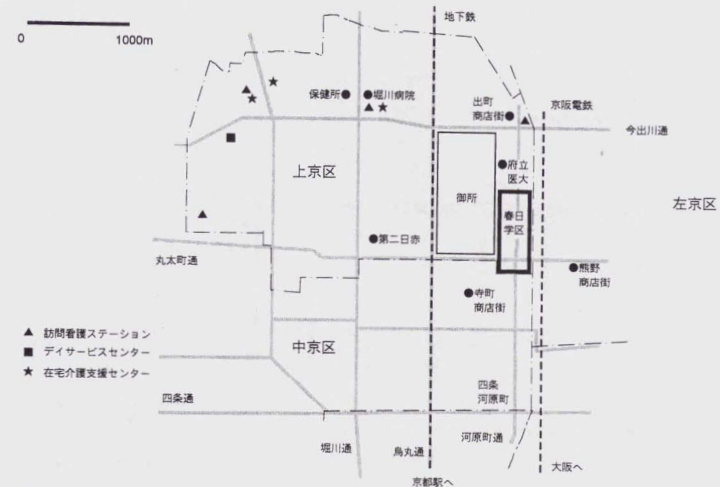 0
1000m
地下鉄
京阪電鉄
保健所
堀川病院
出町
商店街
今出川通
府立
医大
上京区
御所
春日
学区
左京区
第二日赤
丸太町通
熊野
商店街
寺町
商店街
訪問看護ステーション
デイサービスセンター
在宅介護支援センター
中京区
四条通
四条
河原町
堀川通
烏丸通
河原町通
京都駅へ
大阪へ